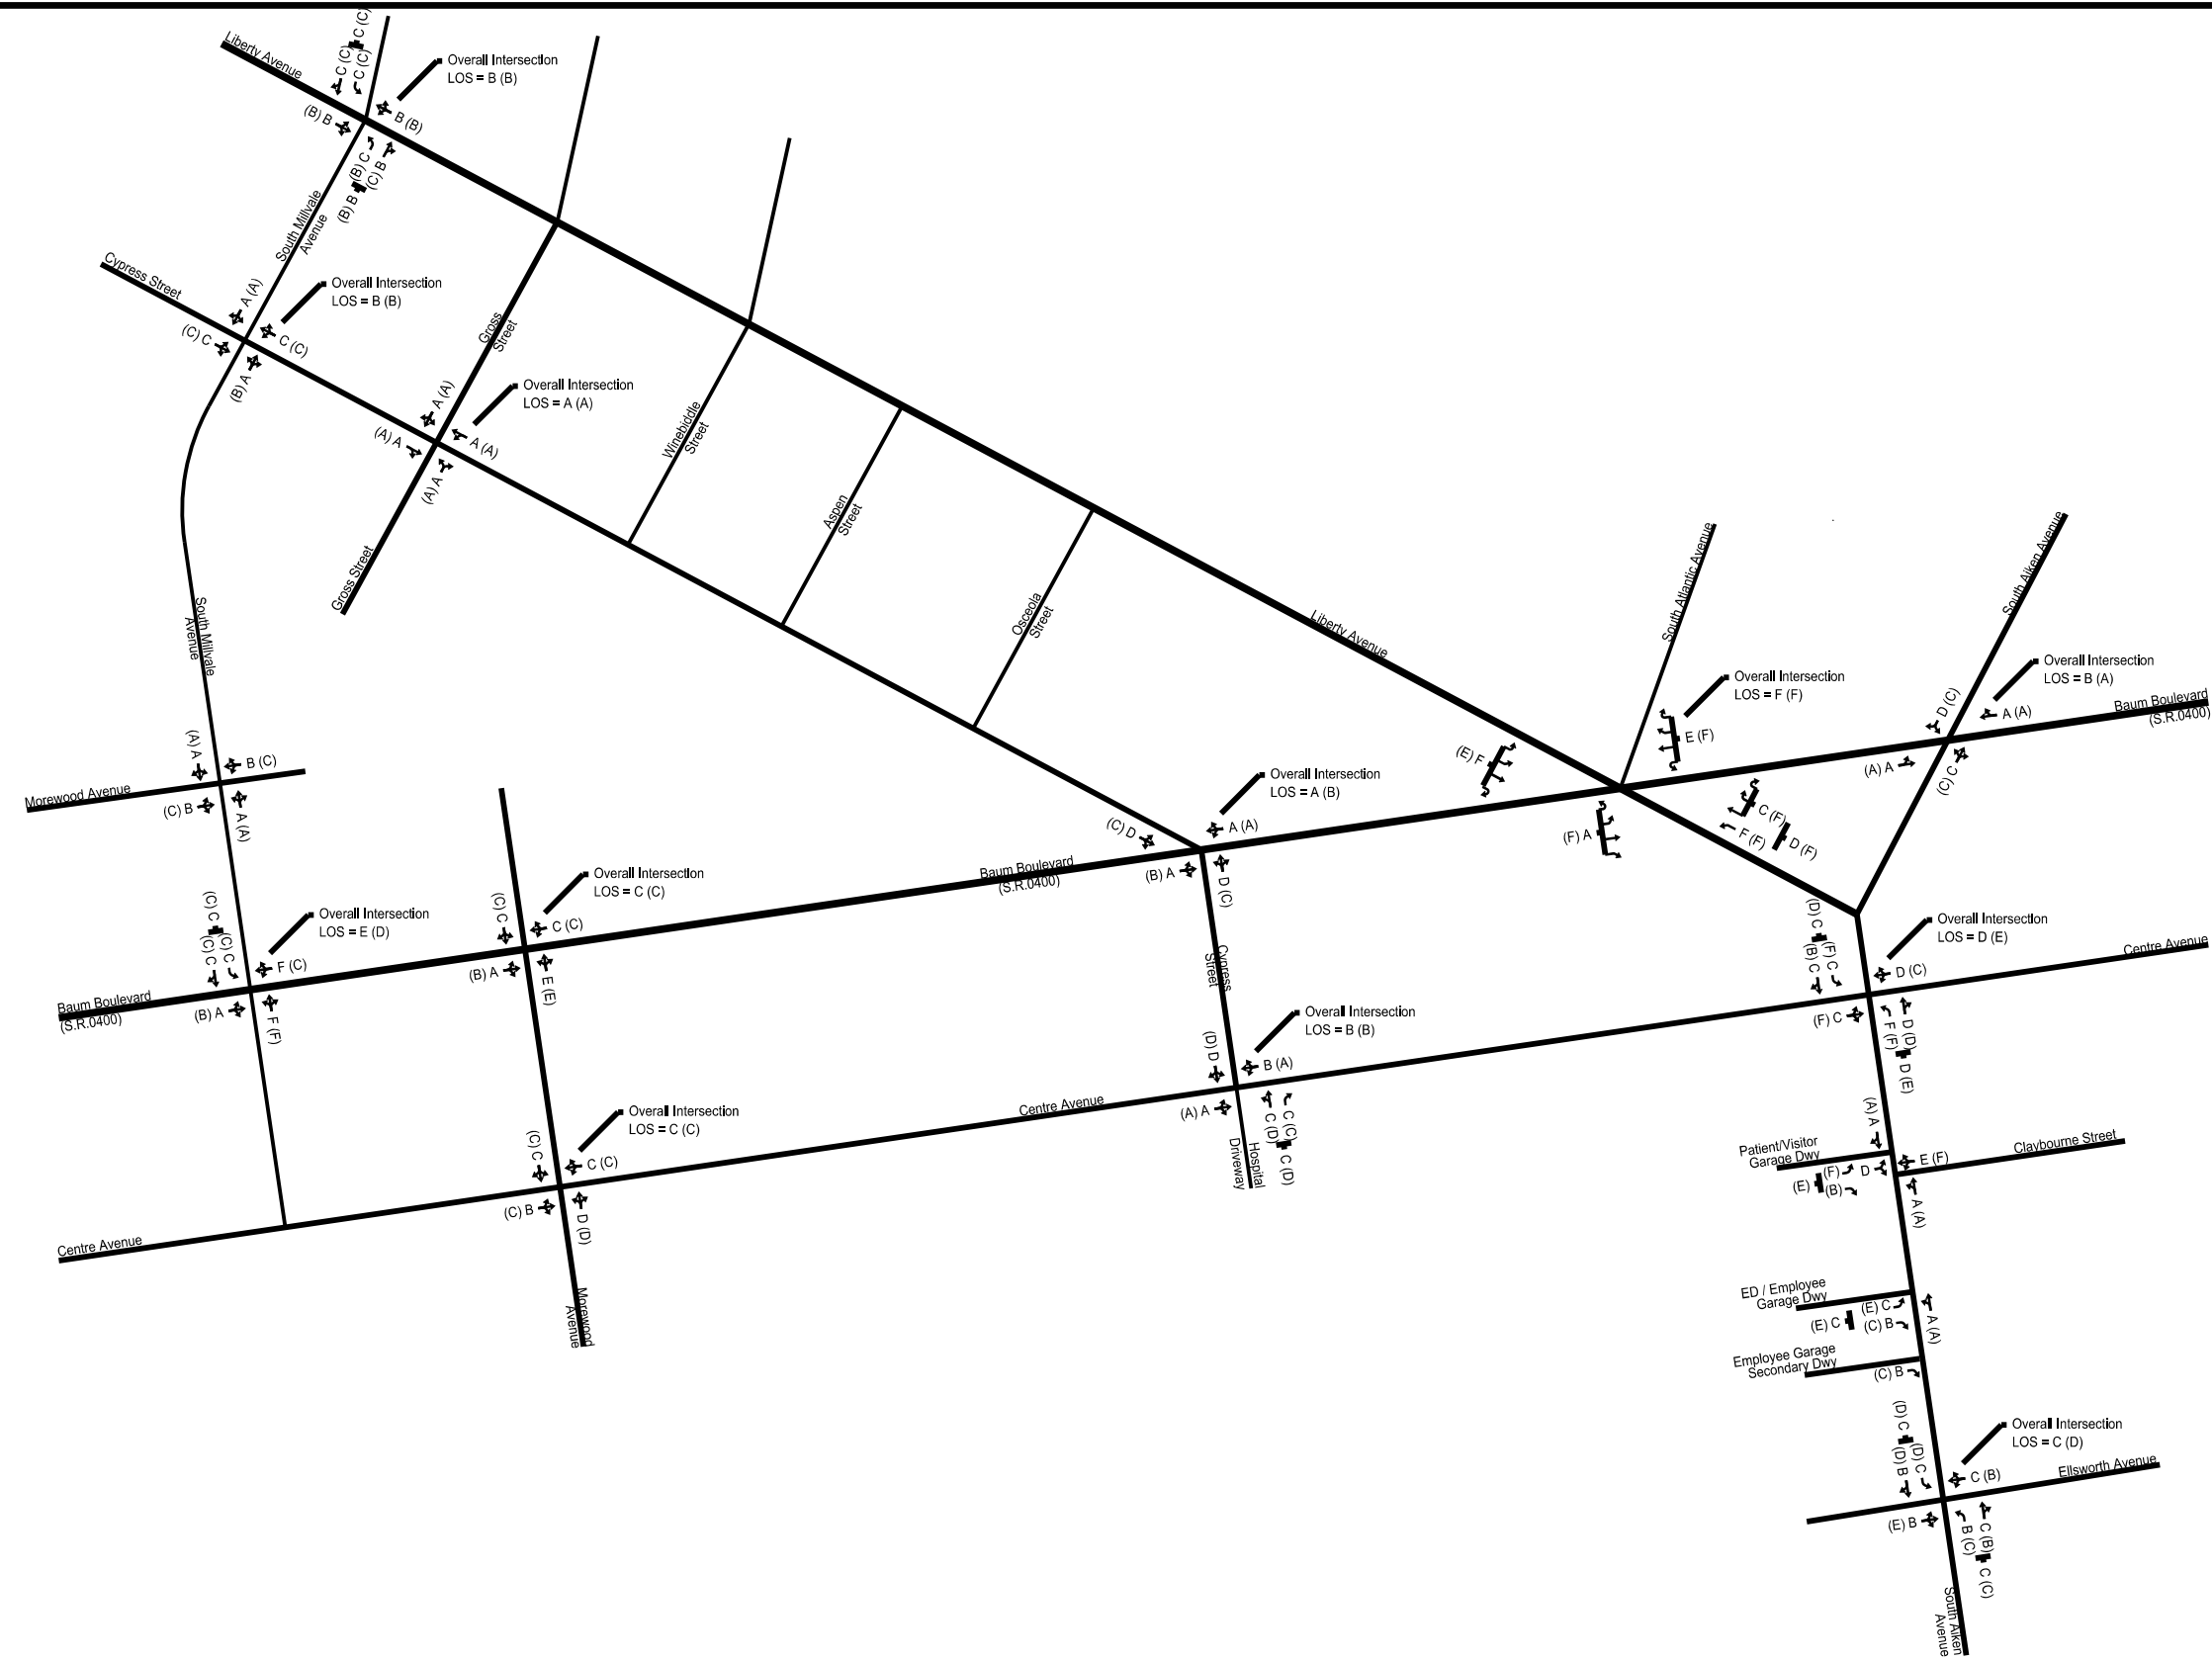 C (C)
C (C)
C (C)
Liberty Avenue
Overall Intersection
LOS = B (B)
(B) B
B (B)
(B) C
(C) B
(B) B
South Millvale
Avenue
Cypress Street
A (A)
Overall Intersection
LOS = B (B)
(C) C
C (C)
(B) A
Gross
Street
A (A)
Overall Intersection
LOS = A (A)
(A) A
A (A)
(A) A
Gross Street
Winebiddle
Street
Aspen
Street
Osceola
Street
Liberty Avenue
South Atlantic Avenue
South Aiken Avenue
South Millvale
Avenue
(A) A
B (C)
Morewood Avenue
(C) B
A (A)
Overall Intersection
LOS = F (F)
E (F)
(E) F
(F) A
C (F)
F (F)
D (F)
Overall Intersection
LOS = B (A)
D (C)
A (A)
Baum Boulevard
(S.R.0400)
(A) A
(C) C
Overall Intersection
LOS = A (B)
(C) D
A (A)
(B) A
D (C)
Baum Boulevard
(S.R.0400)
Overall Intersection
LOS = C (C)
(C) C
C (C)
(B) A
E (E)
(C) C
(C) C
(C) C
Overall Intersection
LOS = E (D)
F (C)
Baum Boulevard
(S.R.0400)
(B) A
F (F)
Cypress
Street
Overall Intersection
LOS = B (B)
(D) D
B (A)
(A) A
C (D)
C (C)
C (D)
Hospital
Driveway
Centre Avenue
(D) C
(B) C
(F) C
Overall Intersection
LOS = D (E)
D (C)
Centre Avenue
(F) C
F (F)
D (D)
D (E)
Overall Intersection
LOS = C (C)
(C) C
C (C)
(C) B
D (D)
Centre Avenue
Morewood
Avenue
(A) A
Patient/Visitor
Garage Dwy
Claybourne Street
E (F)
(F)
D
(E)
(B)
A (A)
ED / Employee
Garage Dwy
(E) C
(E) C
(C) B
A (A)
Employee Garage
Secondary Dwy
(C) B
(D) C
(D) B
(D) C
Overall Intersection
LOS = C (D)
C (B)
Ellsworth Avenue
(E) B
B (C)
C (B)
C (C)
South Aiken
Avenue